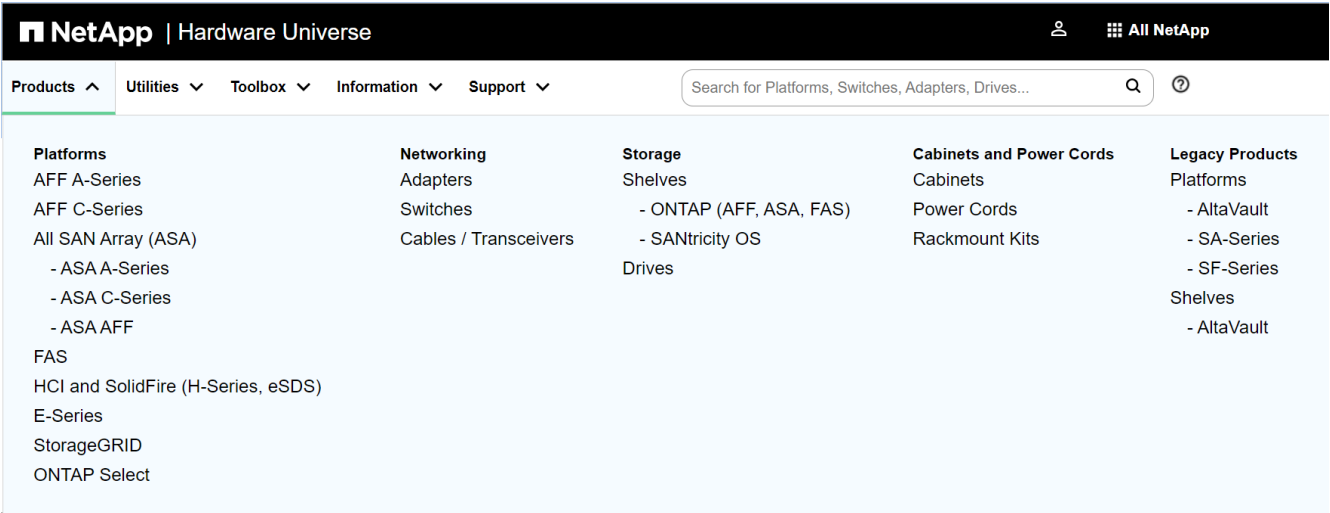 NetApp | Hardware Universe
All NetApp
Products
Utilities
Toolbox
Information
Support
Search for Platforms, Switches, Adapters, Drives...
Platforms
AFF A-Series
AFF C-Series
All SAN Array (ASA)
- ASA A-Series
- ASA C-Series
- ASA AFF
FAS
HCI and SolidFire (H-Series, eSDS)
E-Series
StorageGRID
ONTAP Select
Networking
Adapters
Switches
Cables / Transceivers
Storage
Shelves
- ONTAP (AFF, ASA, FAS)
- SANtricity OS
Drives
Cabinets and Power Cords
Cabinets
Power Cords
Rackmount Kits
Legacy Products
Platforms
- AltaVault
- SA-Series
- SF-Series
Shelves
- AltaVault